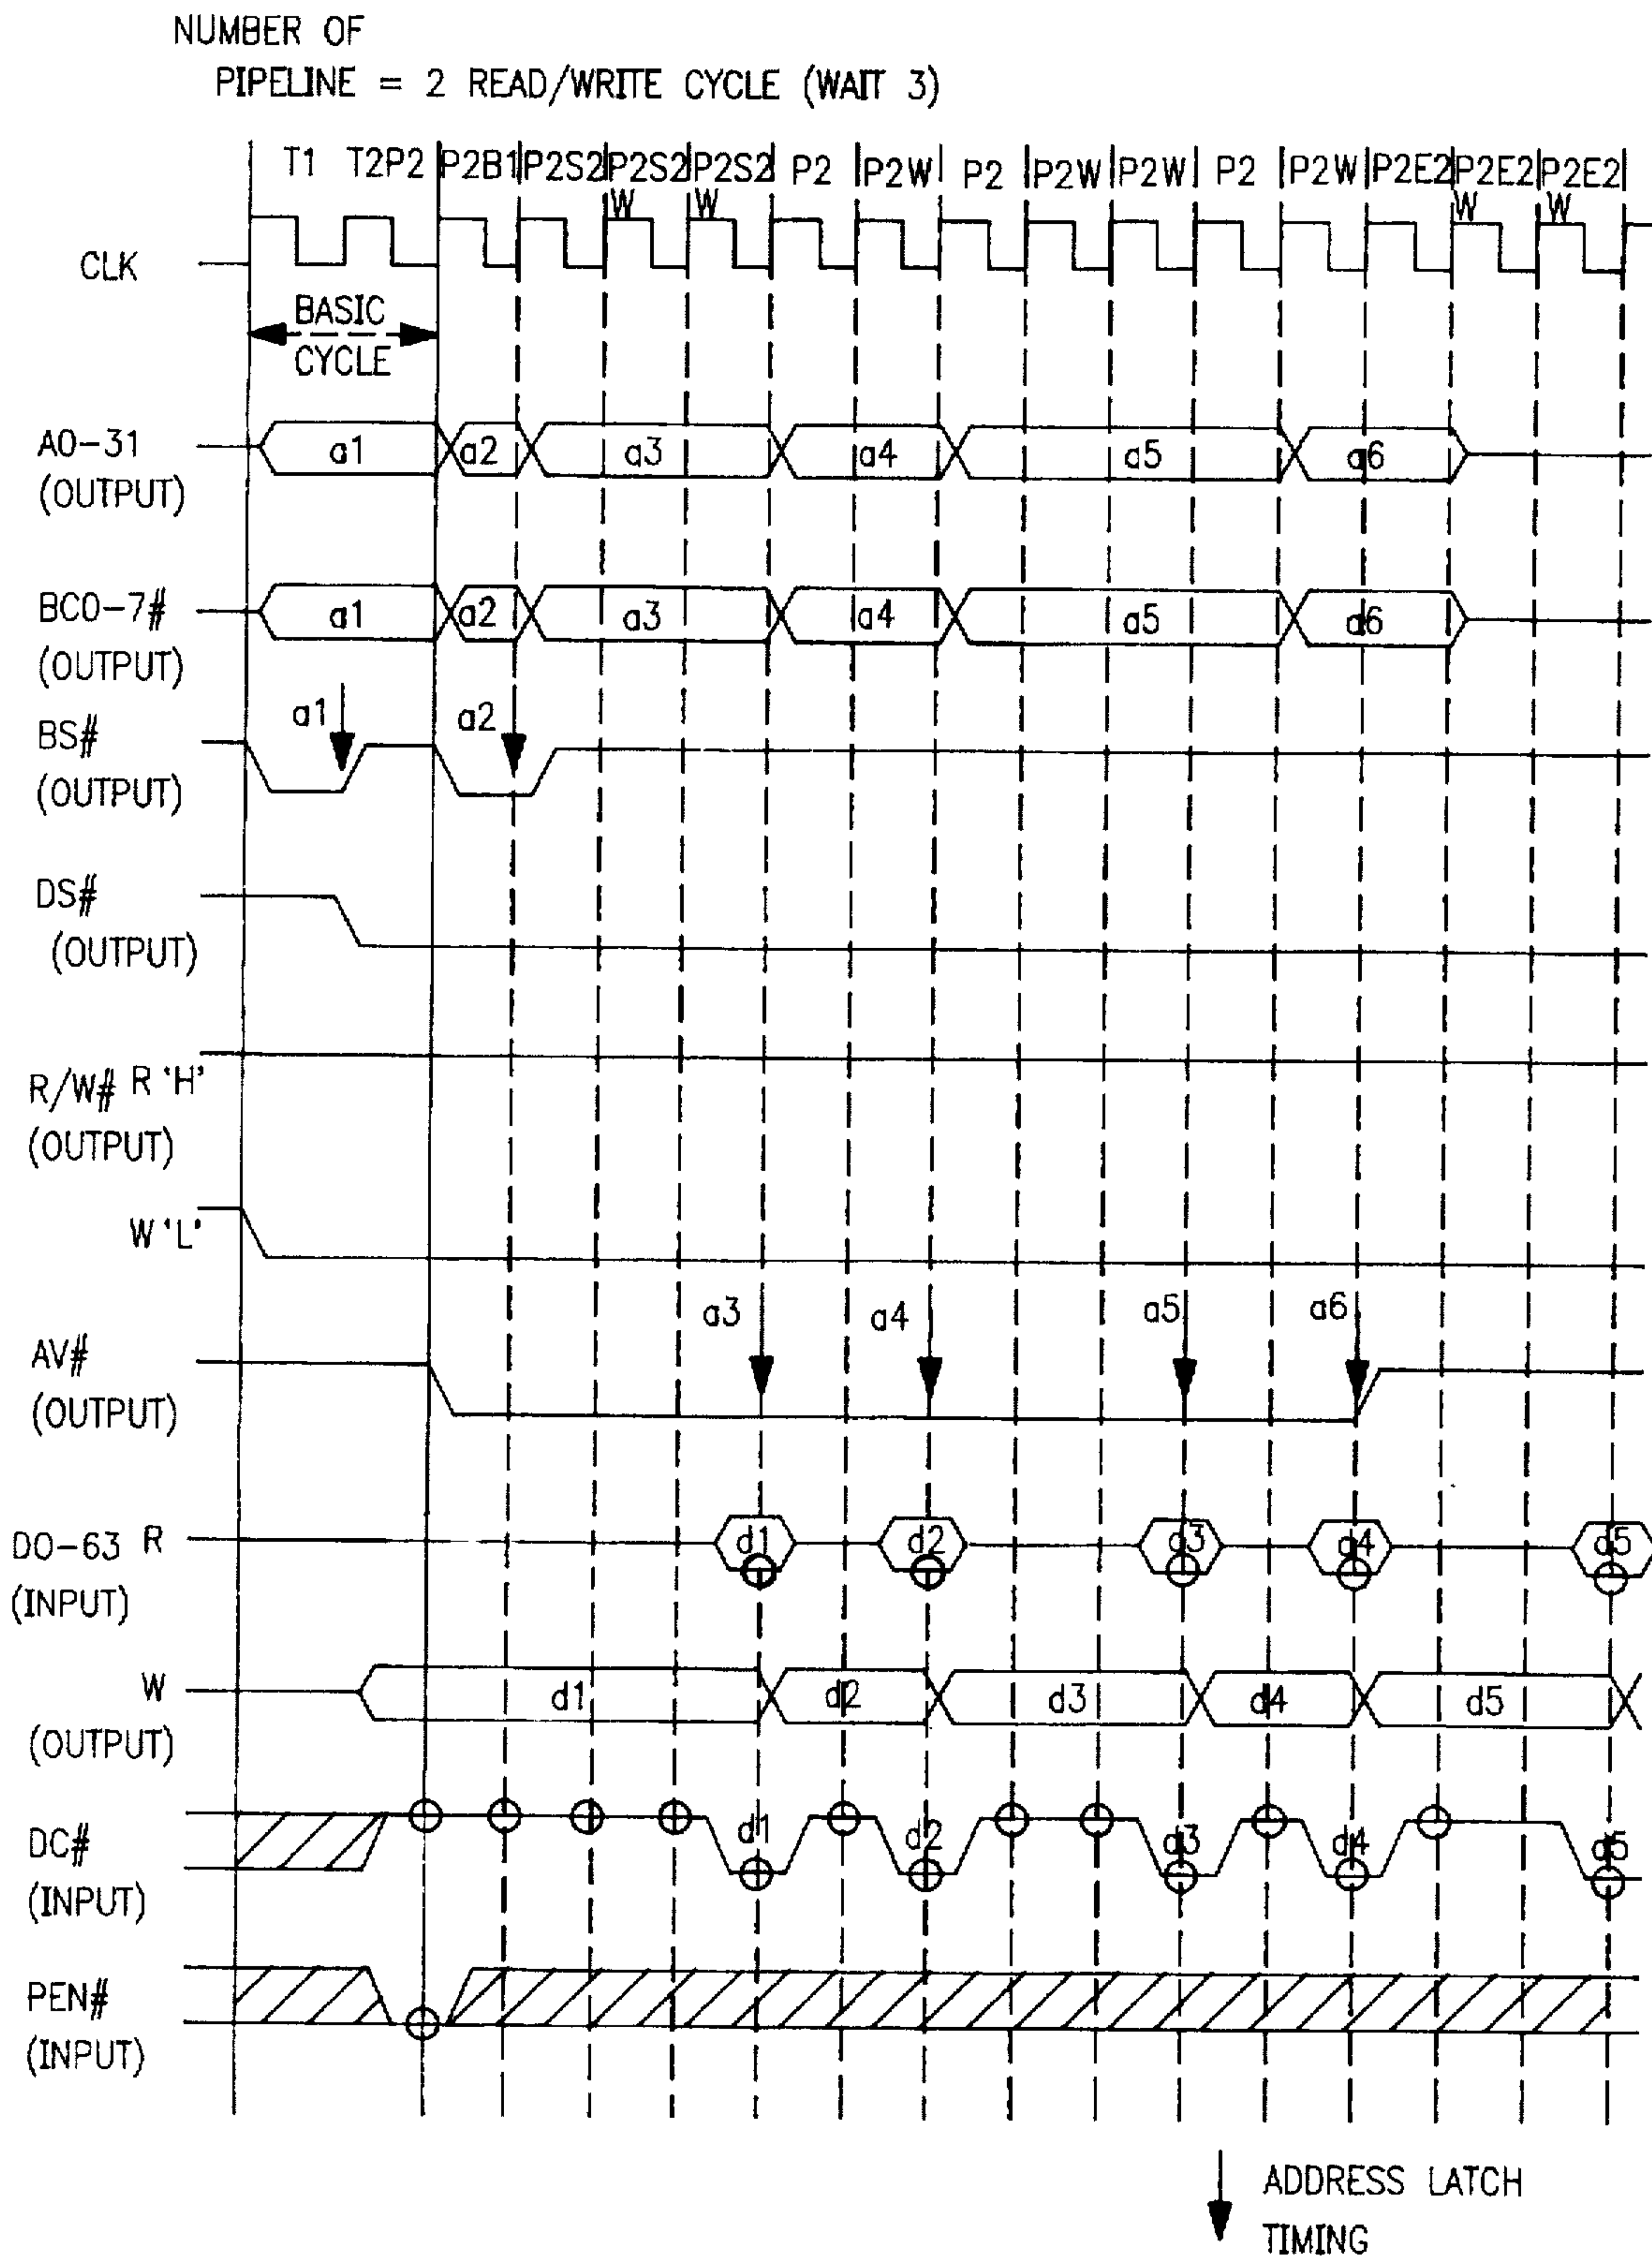 NUMBER OF
PIPELINE = 2 READ/WRITE CYCLE (WAIT 3)
T1 T2P2 P2B1 P2S2 P2S2 P2S2 P2 P2W P2 P2W P2W P2 P2W P2E2 P2E2 P2E2
W W W W
CLK
BASIC
CYCLE
A0-31 a1 a2 a3 a4 a5 a6
(OUTPUT)
BC0-7# a1 a2 a3 a4 a5 a6
(OUTPUT)
a1 a2
BS#
(OUTPUT)
DS#
(OUTPUT)
R/W# R 'H'
(OUTPUT)
W 'L'
a3 a4 a5 a6
AV#
(OUTPUT)
D0-63 R d1 d2 d3 d4 d5
(INPUT)
W d1 d2 d3 d4 d5
(OUTPUT)
DC# d1 d2 d3 d4 d5
(INPUT)
PEN#
(INPUT)
ADDRESS LATCH
TIMING